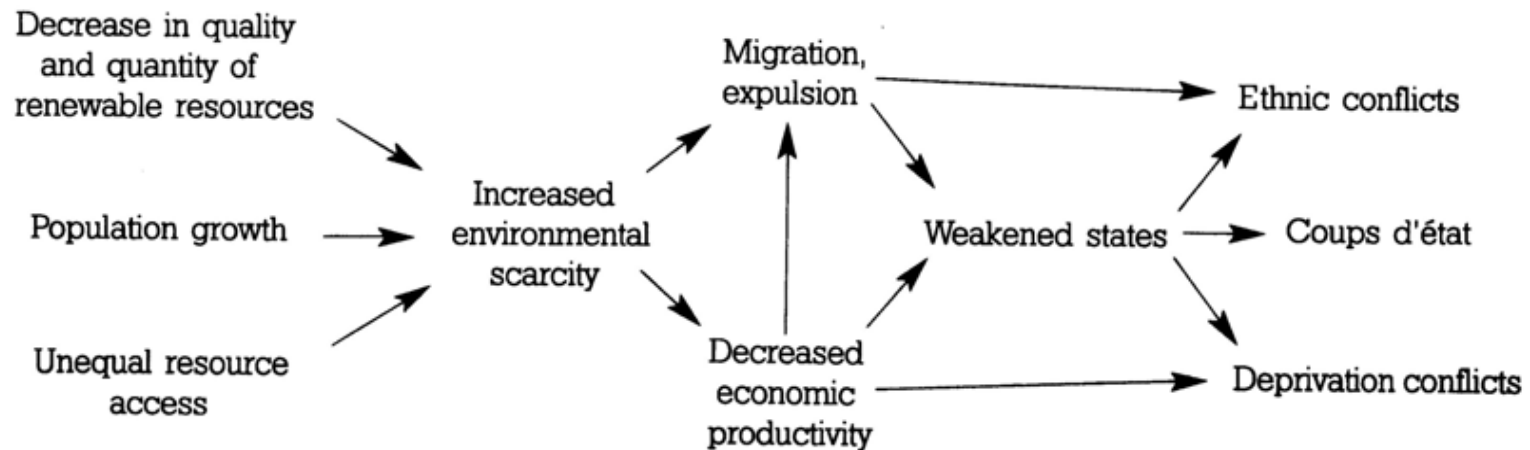 Decrease in quality
and quantity of
renewable resources
Population growth
Unequal resource
access
Increased
environmental
scarcity
Migration,
expulsion
Decreased
economic
productivity
Weakened states
Ethnic conflicts
Coups d'état
Deprivation conflicts